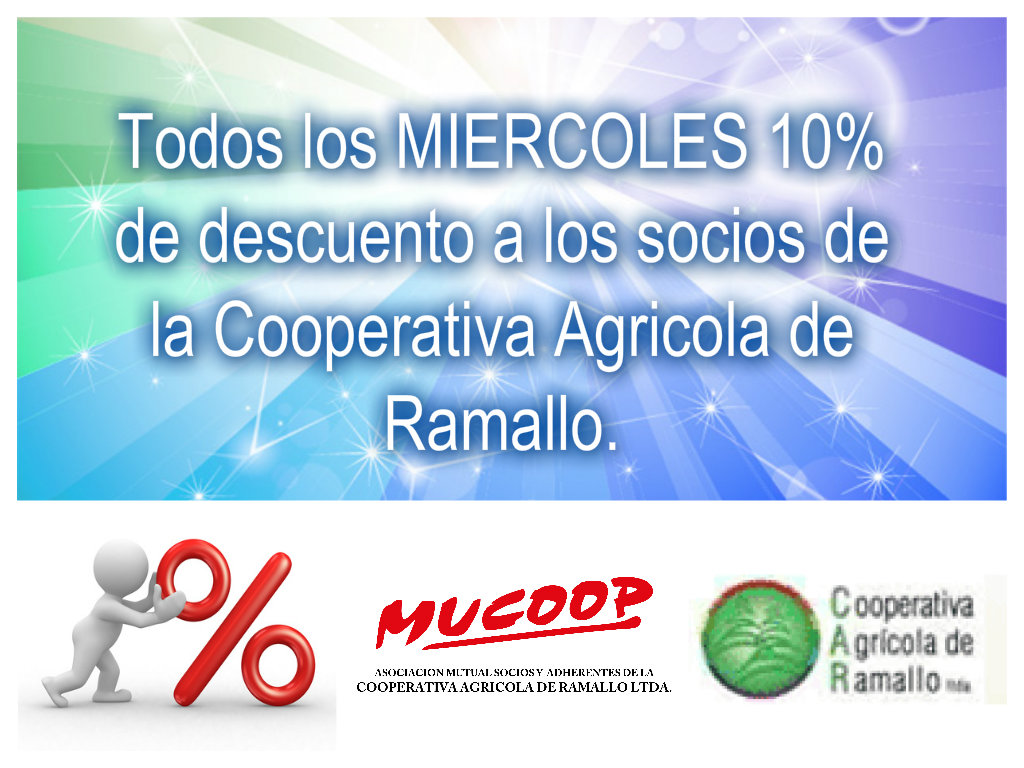 Todos los MIERCOLES 10%
de descuento a los socios de
la Cooperativa Agricola de
Ramallo.
%
MUCOOP
ASOCIACION MUTUAL SOCIOS Y ADHERENTES DE LA
COOPERATIVA AGRICOLA DE RAMALLO LTDA.
Cooperativa
Agrícola de
Ramallo